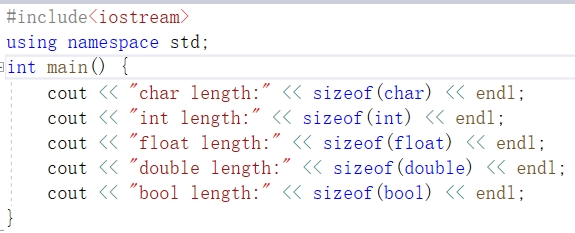 #include<iostream>
using namespace std;
int main() {
cout << "char length:" << sizeof(char) << endl;
cout << "int length:" << sizeof(int) << endl;
cout << "float length:" << sizeof(float) << endl;
cout << "double length:" << sizeof(double) << endl;
cout << "bool length:" << sizeof(bool) << endl;
}